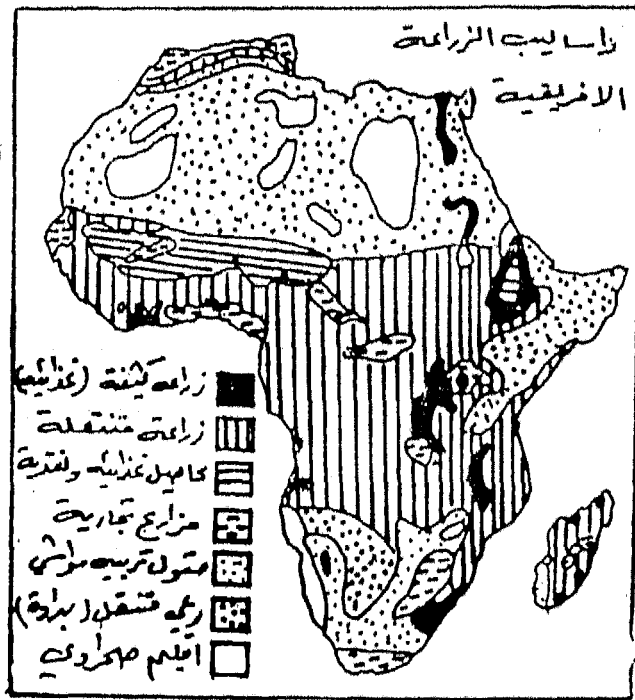 اساليب الزراعة
الافريقية
زراعة كثيفة (غذائية)
زراعة متنقلة
محاصيل غذائية ونقدية
مزارع تجارية
حقول تربية مواشي
رعي متنقل (بداوة)
اقليم صحراوي